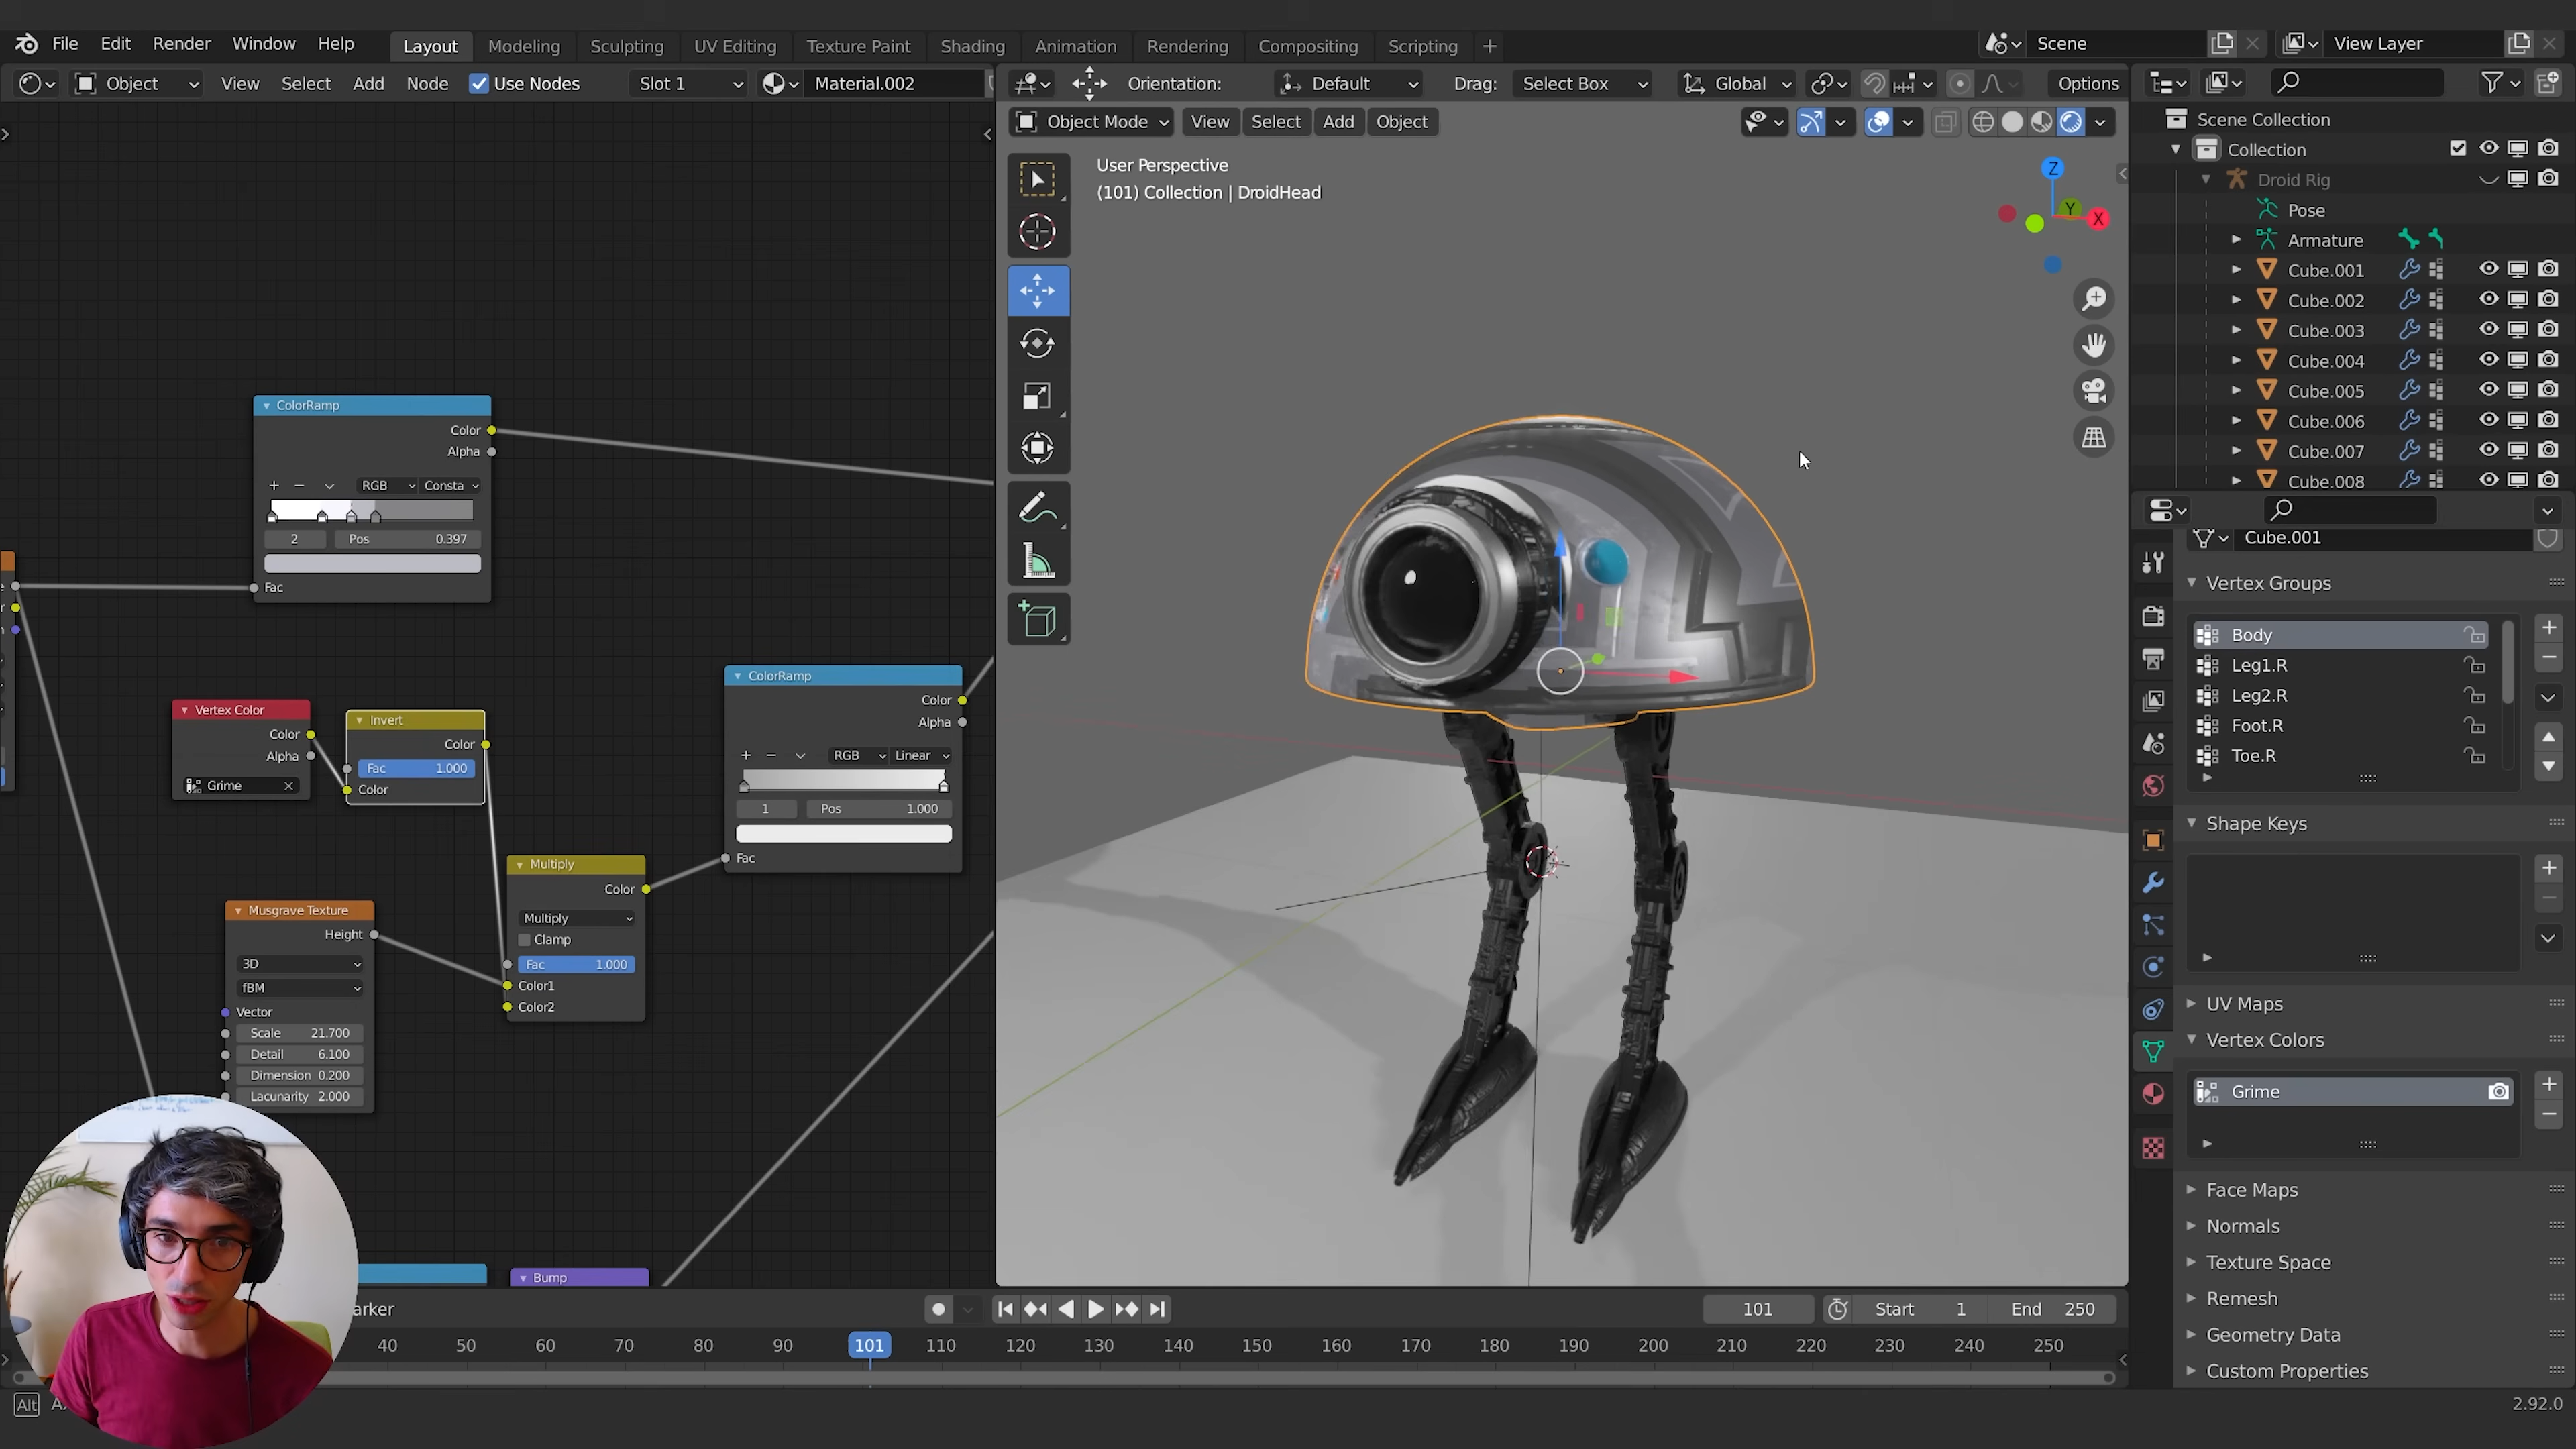 File Edit Render Window Help Layout Modeling Sculpting UV Editing Texture Paint Shading Animation Rendering Compositing Scripting + Scene View Layer
Object View Select Add Node Use Nodes Slot 1 Material.002 Orientation: Default Drag: Select Box Global Options
Object Mode View Select Add Object
User Perspective
(101) Collection | DroidHead
Z
Y
X
Scene Collection
Collection
Droid Rig
Pose
Armature
Cube.001
Cube.002
Cube.003
Cube.004
Cube.005
Cube.006
Cube.007
Cube.008
ColorRamp
Color
Alpha
RGB Consta
2 Pos 0.397
Fac
Vertex Color
Color
Alpha
Grime
Invert
Color
Fac 1.000
Color
ColorRamp
Color
Alpha
RGB Linear
1 Pos 1.000
Fac
Multiply
Color
Multiply
Clamp
Fac 1.000
Color1
Color2
Musgrave Texture
Height
3D
fBM
Vector
Scale 21.700
Detail 6.100
Dimension 0.200
Lacunarity 2.000
Bump
Cube.001
Vertex Groups
Body
Leg1.R
Leg2.R
Foot.R
Toe.R
Shape Keys
UV Maps
Vertex Colors
Grime
Face Maps
Normals
Texture Space
Remesh
Geometry Data
Custom Properties
arker 101 Start 1 End 250
40 50 60 70 80 90 101 110 120 130 140 150 160 170 180 190 200 210 220 230 240 250
Alt
2.92.0